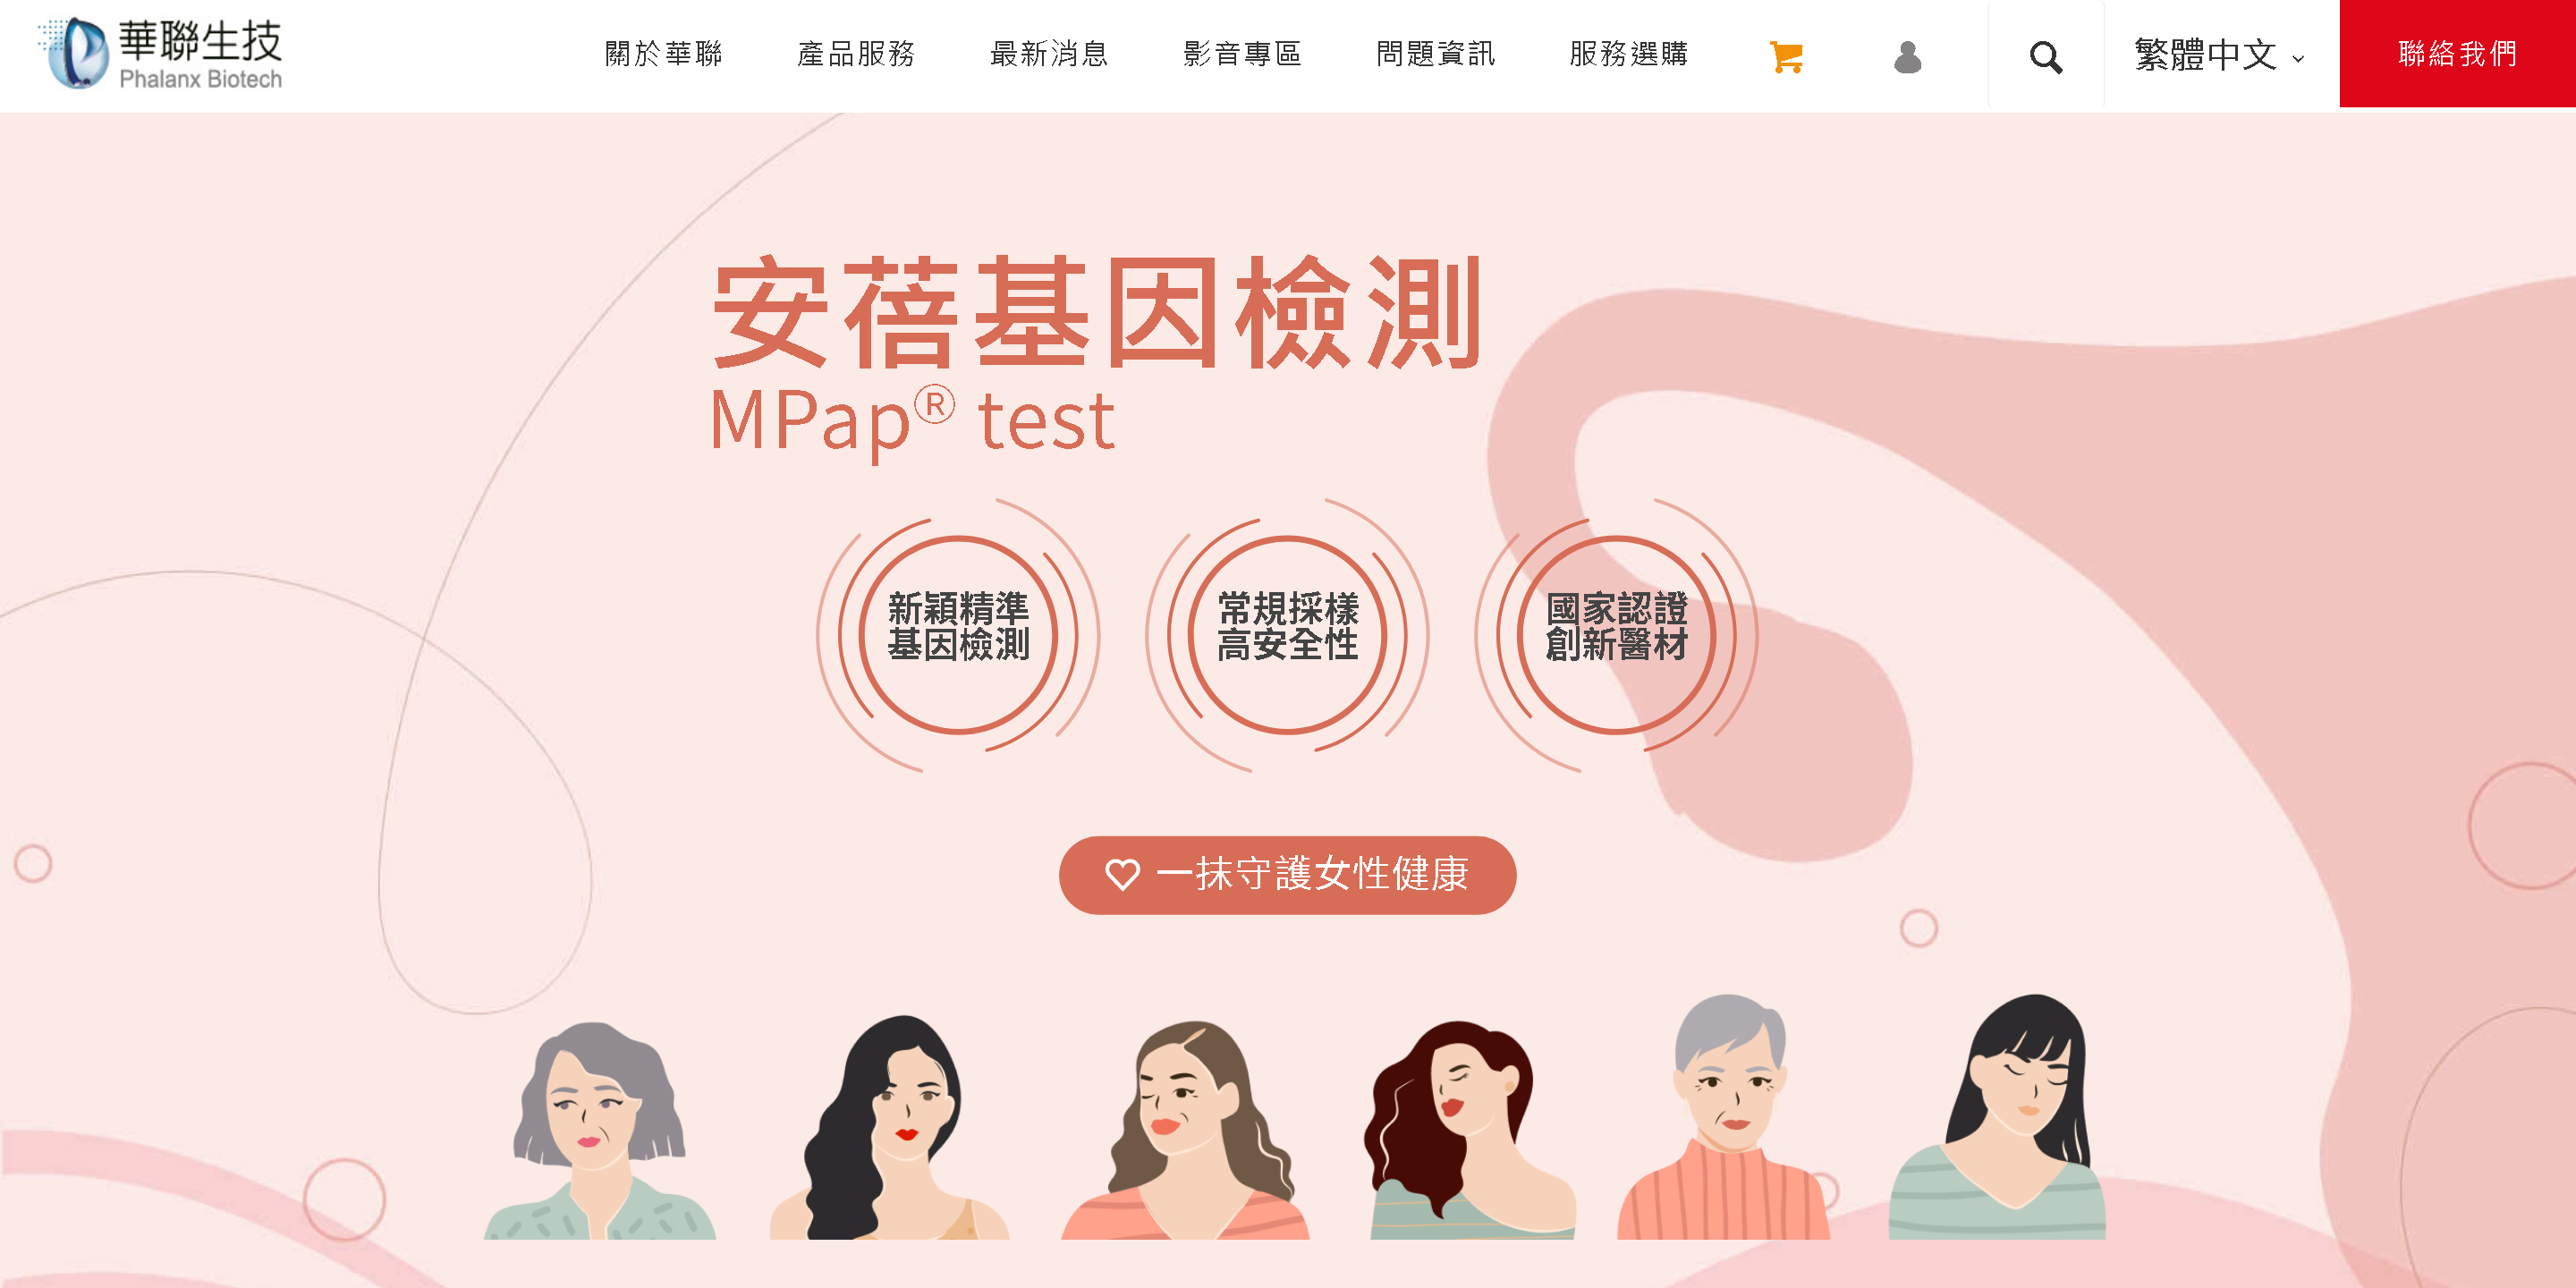 華聯生技
Phalanx Biotech
關於華聯
產品服務
最新消息
影音專區
問題資訊
服務選購
繁體中文
聯絡我們
安蓓基因檢測
MPap® test
新穎精準
基因檢測
常規採樣
高安全性
國家認證
創新醫材
一抹守護女性健康